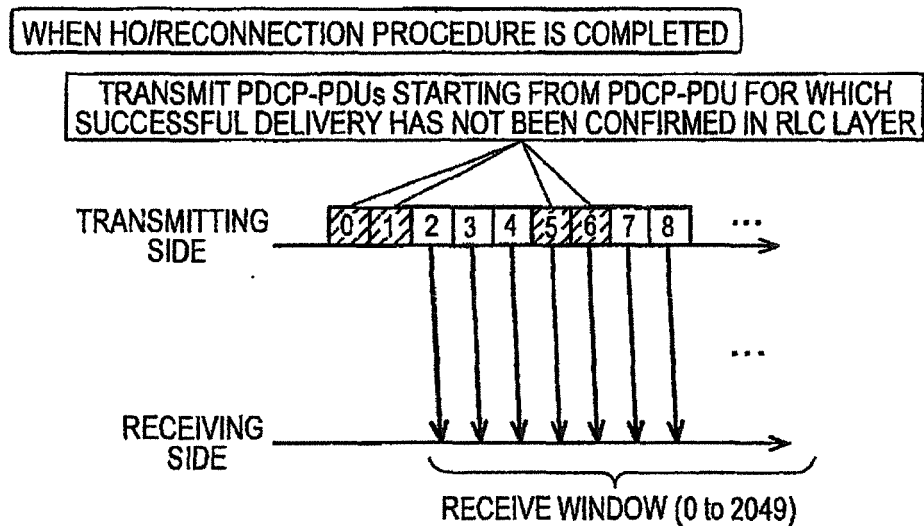 WHEN HO/RECONNECTION PROCEDURE IS COMPLETED
TRANSMIT PDCP-PDUs STARTING FROM PDCP-PDU FOR WHICH
SUCCESSFUL DELIVERY HAS NOT BEEN CONFIRMED IN RLC LAYER
TRANSMITTING
SIDE
0 1 2 3 4 5 6 7 8 ...
...
RECEIVING
SIDE
RECEIVE WINDOW (0 to 2049)